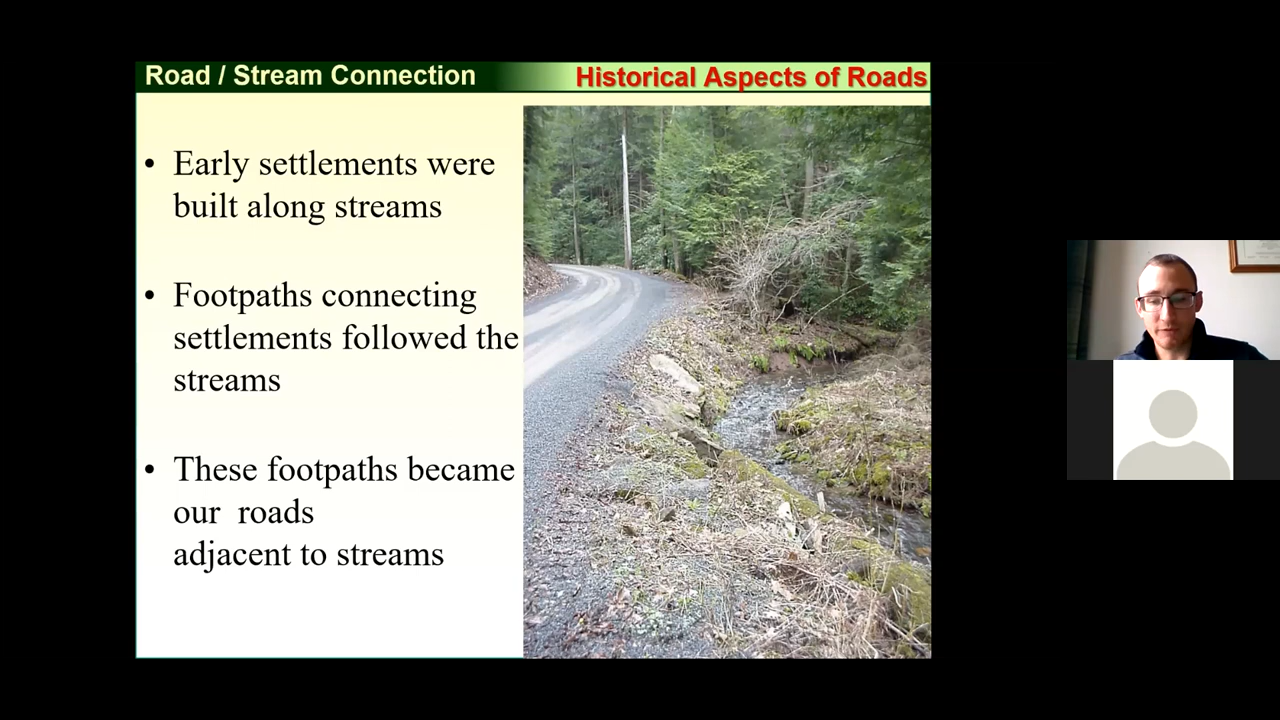 Road / Stream Connection
Historical Aspects of Roads
• Early settlements were
built along streams
• Footpaths connecting
settlements followed the
streams
• These footpaths became
our  roads
adjacent to streams